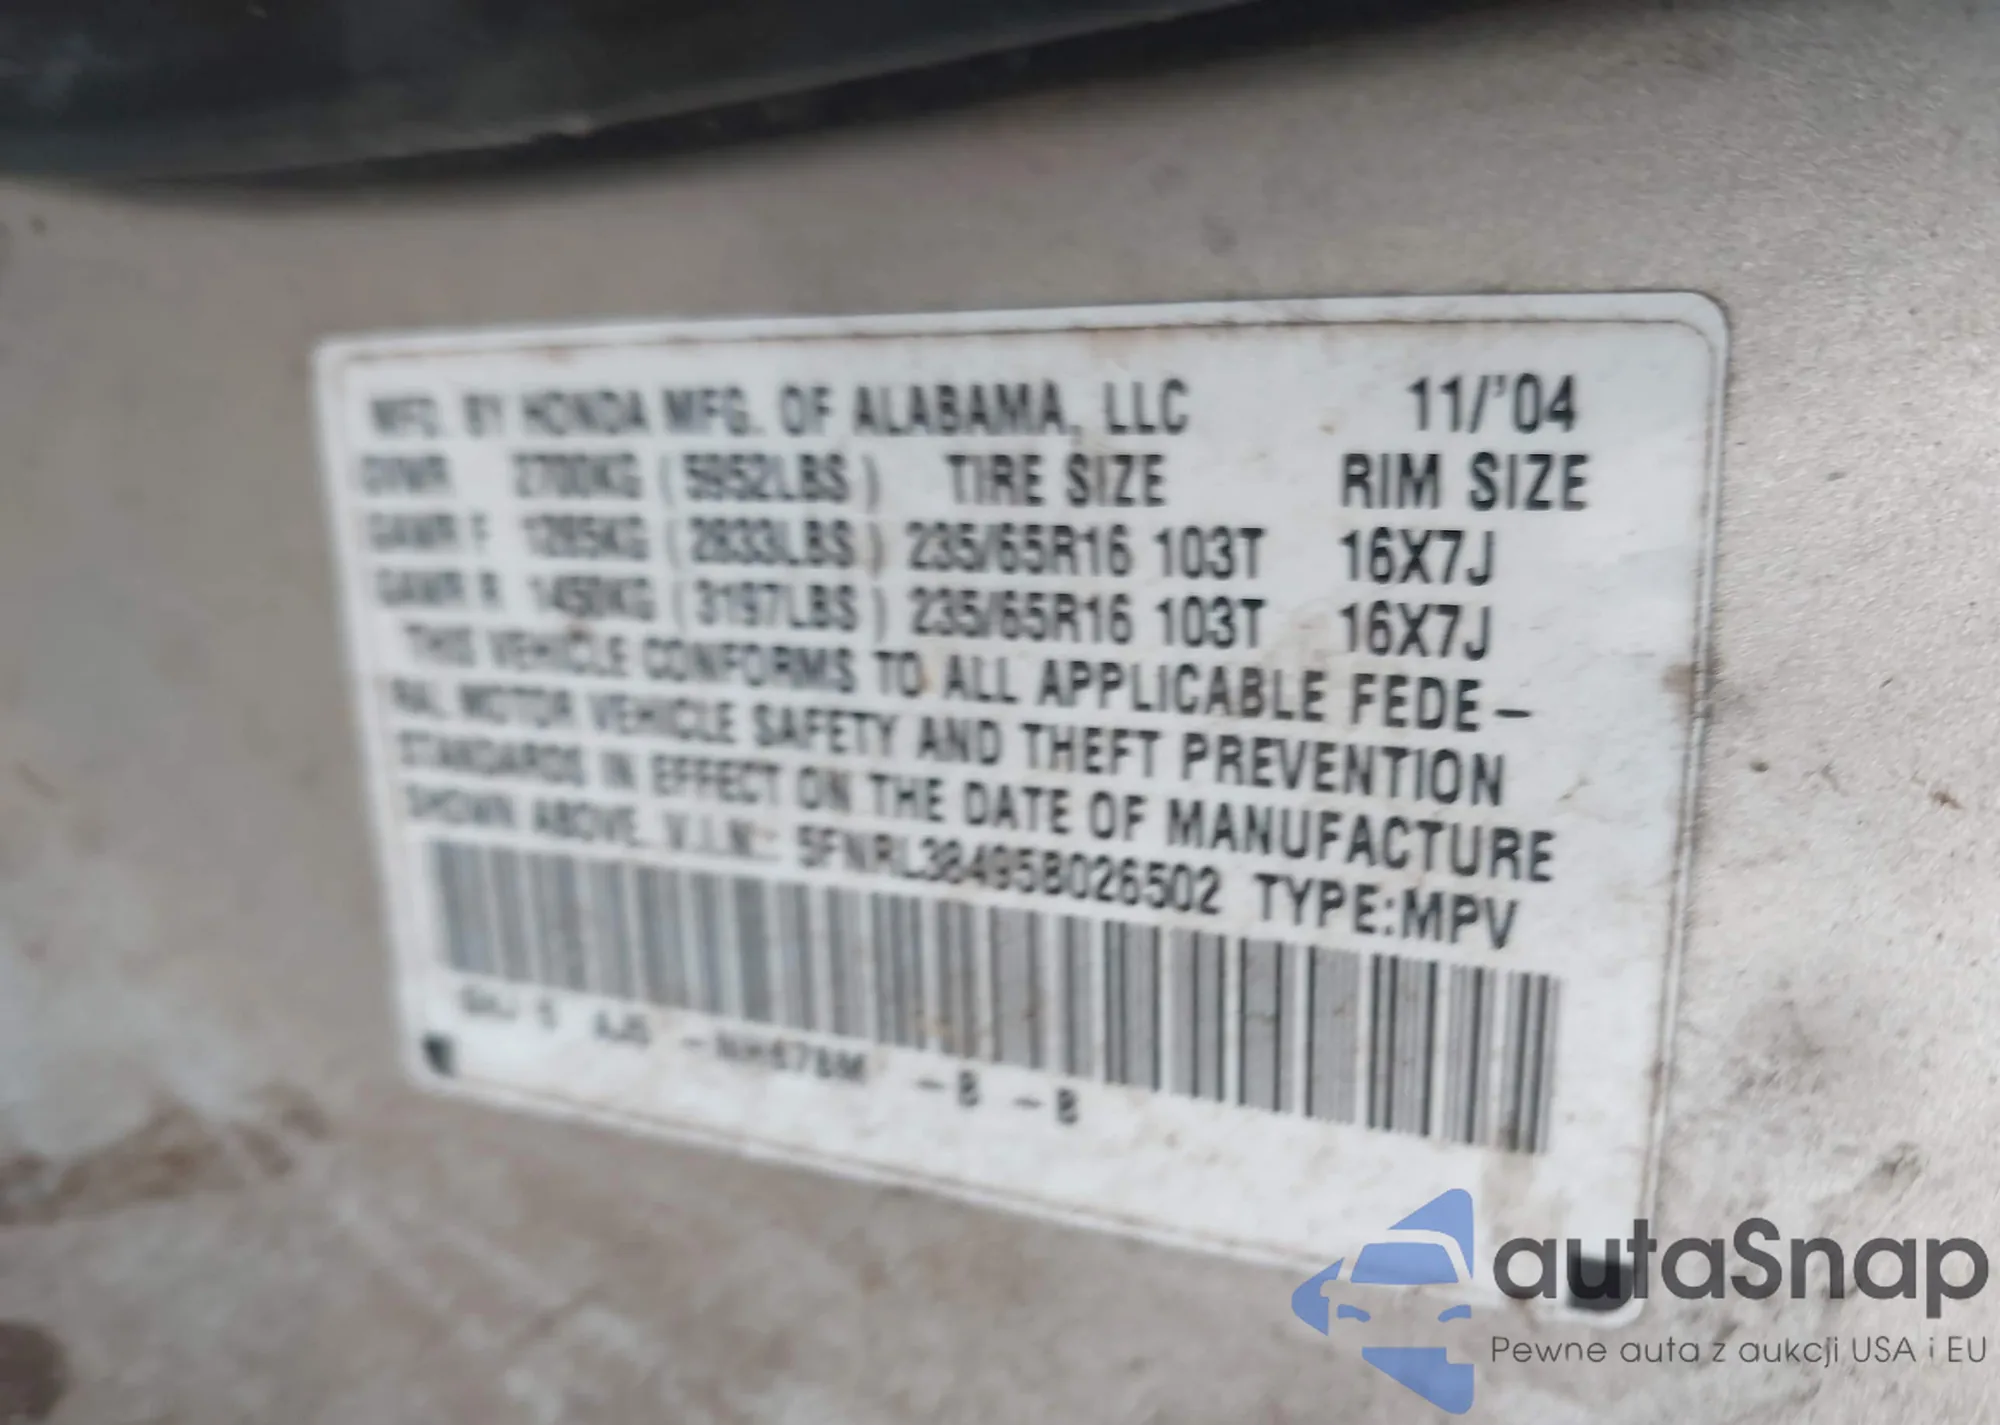 MFD. BY HONDA MFG. OF ALABAMA, LLC 11/'04
GVWR 2700KG (5952LBS) TIRE SIZE RIM SIZE
GAWR F 1285KG (2833LBS) 235/65R16 103T 16X7J
GAWR R 1450KG (3197LBS) 235/65R16 103T 16X7J
THIS VEHICLE CONFORMS TO ALL APPLICABLE FEDE-
RAL MOTOR VEHICLE SAFETY AND THEFT PREVENTION
STANDARDS IN EFFECT ON THE DATE OF MANUFACTURE
SHOWN ABOVE. V.I.N.: 5FNRL38495B026502 TYPE:MPV
-NH678M -B -B
autaSnap
Pewne auta z aukcji USA i EU